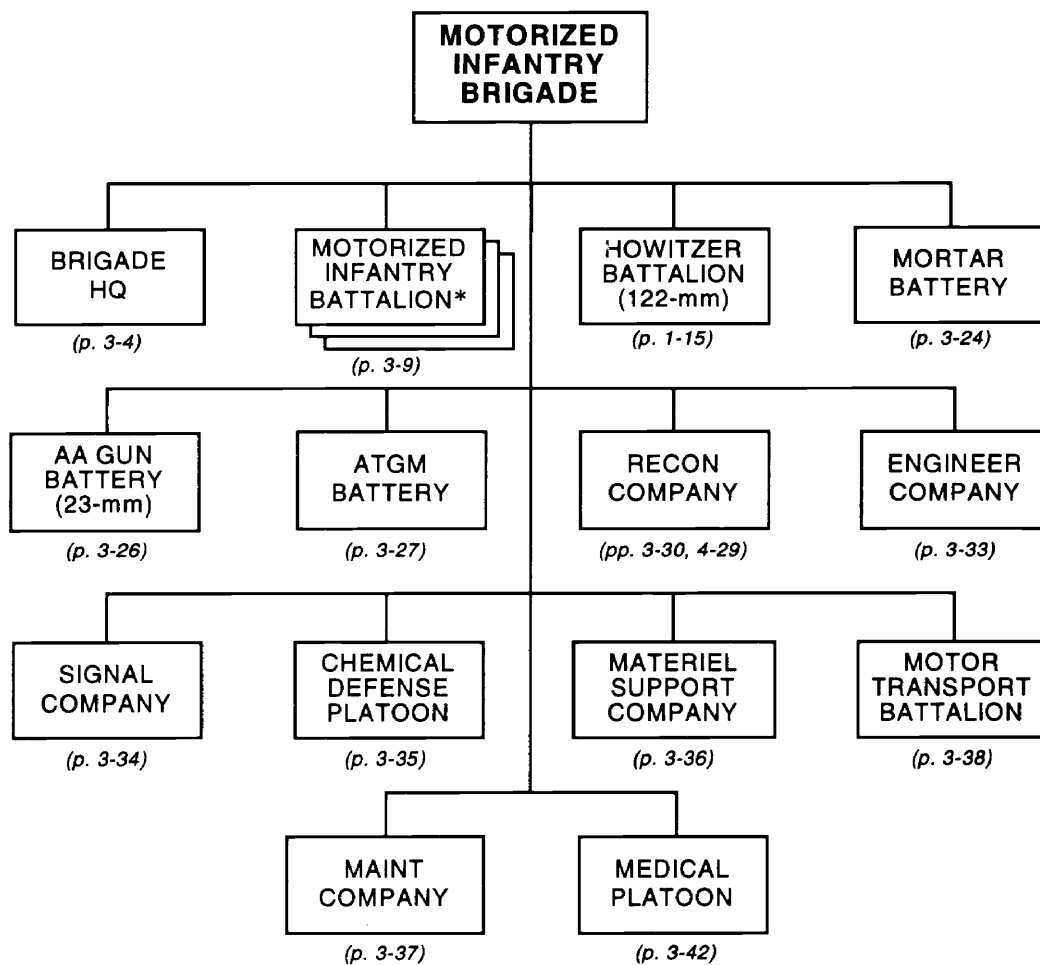 MOTORIZED
INFANTRY
BRIGADE
BRIGADE
HQ
(p. 3-4)
MOTORIZED
INFANTRY
BATTALION*
(p. 3-9)
HOWITZER
BATTALION
(122-mm)
(p. 1-15)
MORTAR
BATTERY
(p. 3-24)
AA GUN
BATTERY
(23-mm)
(p. 3-26)
ATGM
BATTERY
(p. 3-27)
RECON
COMPANY
(pp. 3-30, 4-29)
ENGINEER
COMPANY
(p. 3-33)
SIGNAL
COMPANY
(p. 3-34)
CHEMICAL
DEFENSE
PLATOON
(p. 3-35)
MATERIEL
SUPPORT
COMPANY
(p. 3-36)
MOTOR
TRANSPORT
BATTALION
(p. 3-38)
MAINT
COMPANY
(p. 3-37)
MEDICAL
PLATOON
(p. 3-42)